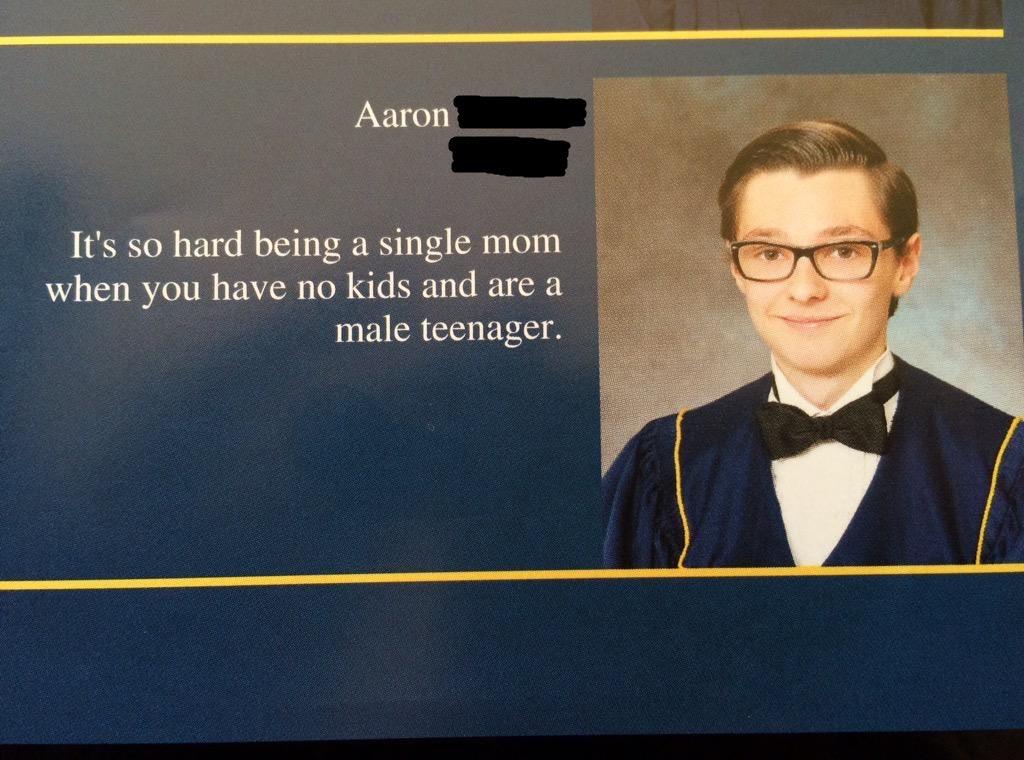 Aaron
It's so hard being a single mom
when you have no kids and are a
male teenager.